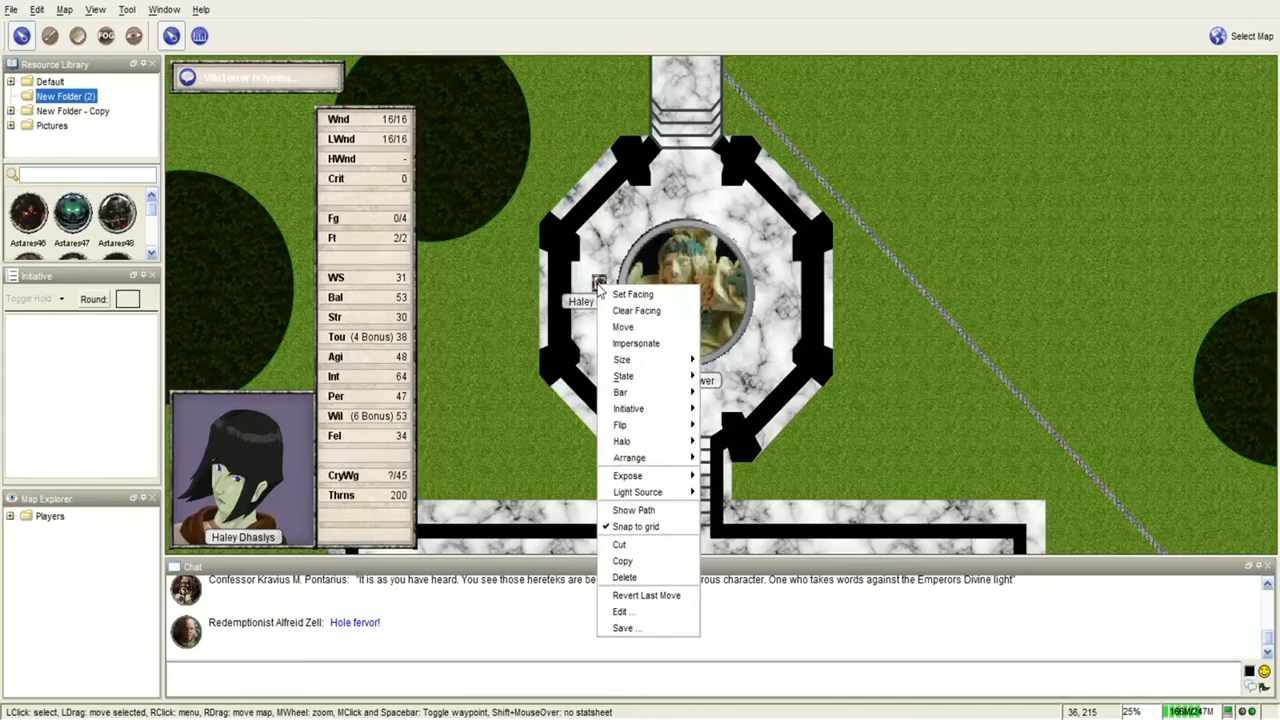 File Edit Map View Tool Window Help
FOG
Select Map
Resource Library
Default
New Folder (2)
New Folder - Copy
Pictures
Astares46 Astares47 Astares48
Initiative
Toggle Hold Round:
Map Explorer
Players
is typing...
Wnd 16/16
LWnd 16/16
HWnd -
Crit 0
Fg 0/4
Ft 2/2
WS 31
Bal 53
Str 30
Tou (4 Bonus) 38
Agi 48
Int 64
Per 47
Wil (6 Bonus) 53
Fel 34
CryWg ?/45
Thrns 200
Haley Dhaslys
Haley
wer
Set Facing
Clear Facing
Move
Impersonate
Size
State
Bar
Initiative
Flip
Halo
Arrange
Expose
Light Source
Show Path
Snap to grid
Cut
Copy
Delete
Revert Last Move
Edit ...
Save ...
Chat
Confessor Kravius M. Pontarius: "It is as you have heard. You see those hereteks are be rous character. One who takes words against the Emperors Divine light"
Redemptionist Alfreid Zell: Hole fervor!
LClick: select, LDrag: move selected, RClick: menu, RDrag: move map, MWheel: zoom, MClick and Spacebar: Toggle waypoint, Shift+MouseOver: no statsheet
36, 215 25% 166M/247M